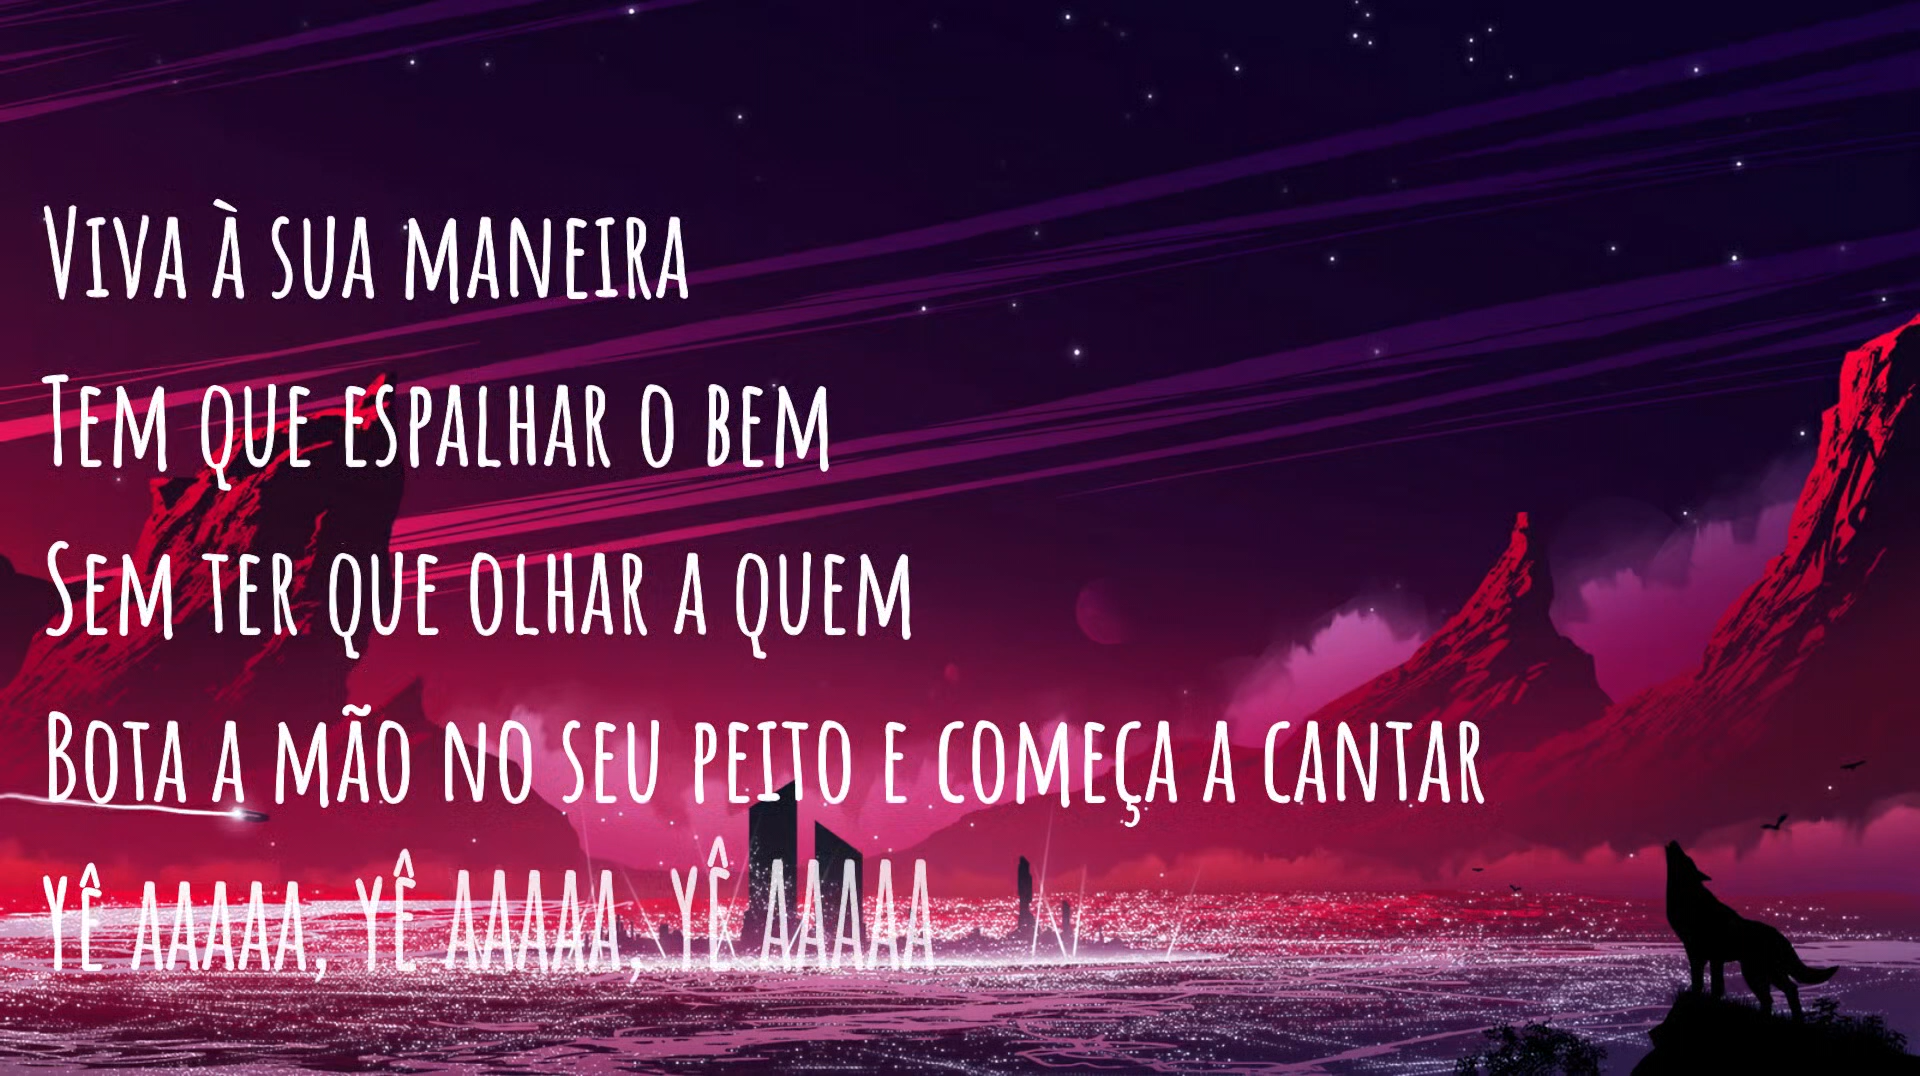 Viva à sua maneira
Tem que espalhar o bem
Sem ter que olhar a quem
Bota a mão no seu peito e começa a cantar
yê aaaaa, yê aaaaa, yê aaaaa